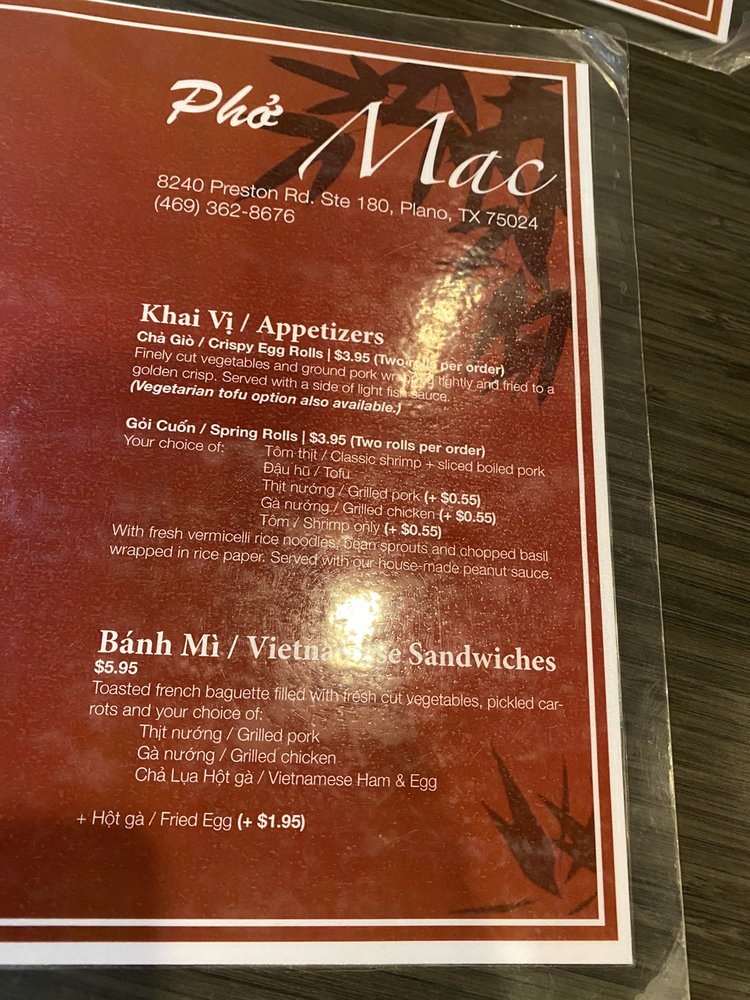 Phở Mac
8240 Preston Rd. Ste 180, Plano, TX 75024
(469) 362-8676
Khai Vị / Appetizers
Chả Giò / Crispy Egg Rolls | $3.95 (Two rolls per order)
Finely cut vegetables and ground pork wrapped tightly and fried to a
golden crisp. Served with a side of light fish sauce.
(Vegetarian tofu option also available.)
Gỏi Cuốn / Spring Rolls | $3.95 (Two rolls per order)
Your choice of: Tôm thịt / Classic shrimp + sliced boiled pork
Đậu hũ / Tofu
Thịt nướng / Grilled pork (+ $0.55)
Gà nướng / Grilled chicken (+ $0.55)
Tôm / Shrimp only (+ $0.55)
With fresh vermicelli rice noodles, bean sprouts and chopped basil
wrapped in rice paper. Served with our house-made peanut sauce.
Bánh Mì / Vietnamese Sandwiches
$5.95
Toasted french baguette filled with fresh cut vegetables, pickled car-
rots and your choice of:
Thịt nướng / Grilled pork
Gà nướng / Grilled chicken
Chả Lụa Hột gà / Vietnamese Ham & Egg
+ Hột gà / Fried Egg (+ $1.95)